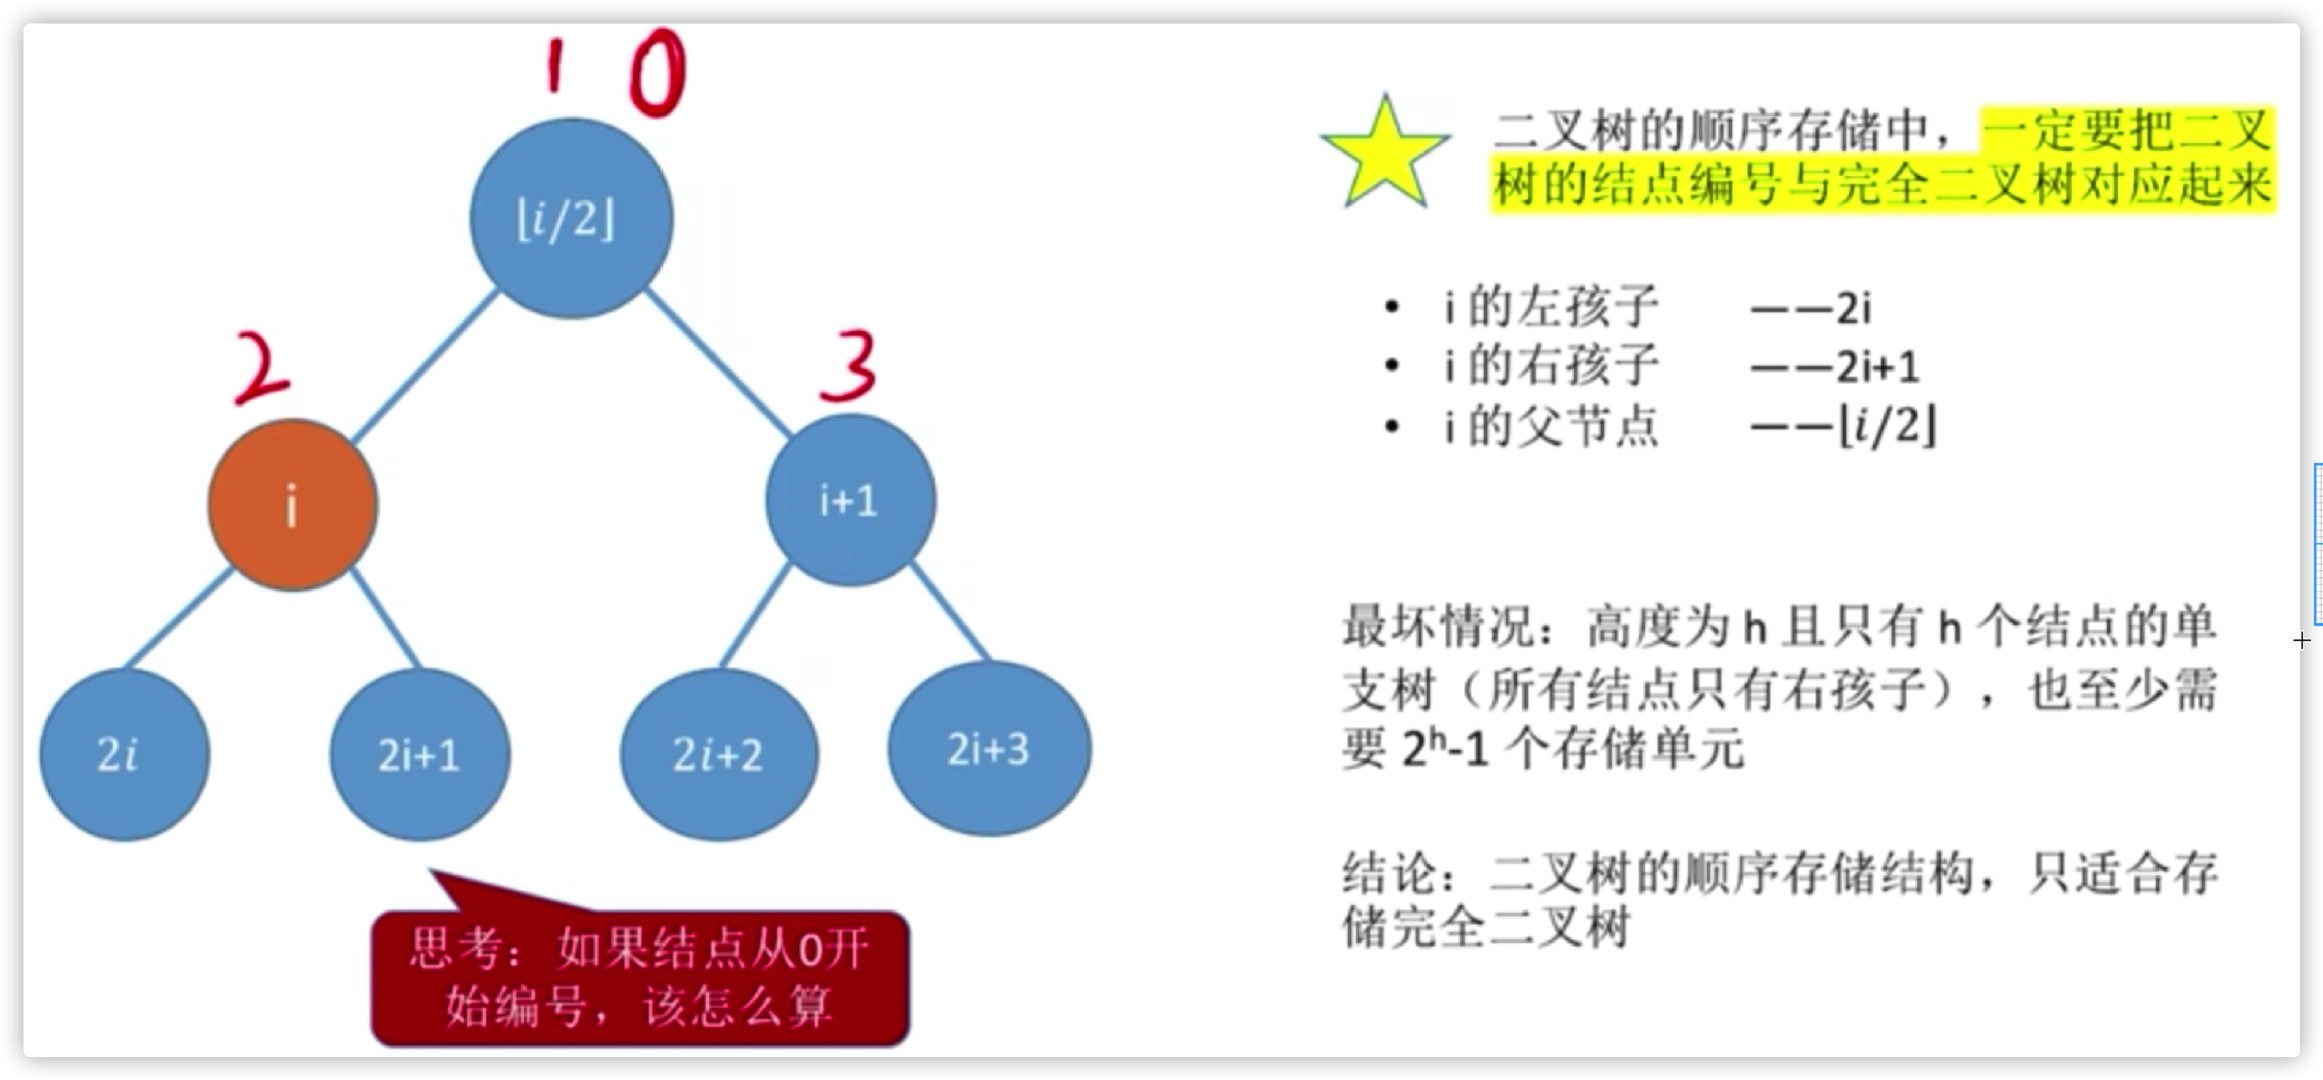 1 0
⌊i/2⌋
2
3
i
i+1
2i
2i+1
2i+2
2i+3
思考：如果结点从0开
始编号，该怎么算
二叉树的顺序存储中，一定要把二叉
树的结点编号与完全二叉树对应起来
• i 的左孩子 ——2i
• i 的右孩子 ——2i+1
• i 的父节点 ——⌊i/2⌋
最坏情况：高度为 h 且只有 h 个结点的单
支树（所有结点只有右孩子），也至少需
要 2ʰ-1 个存储单元
结论：二叉树的顺序存储结构，只适合存
储完全二叉树